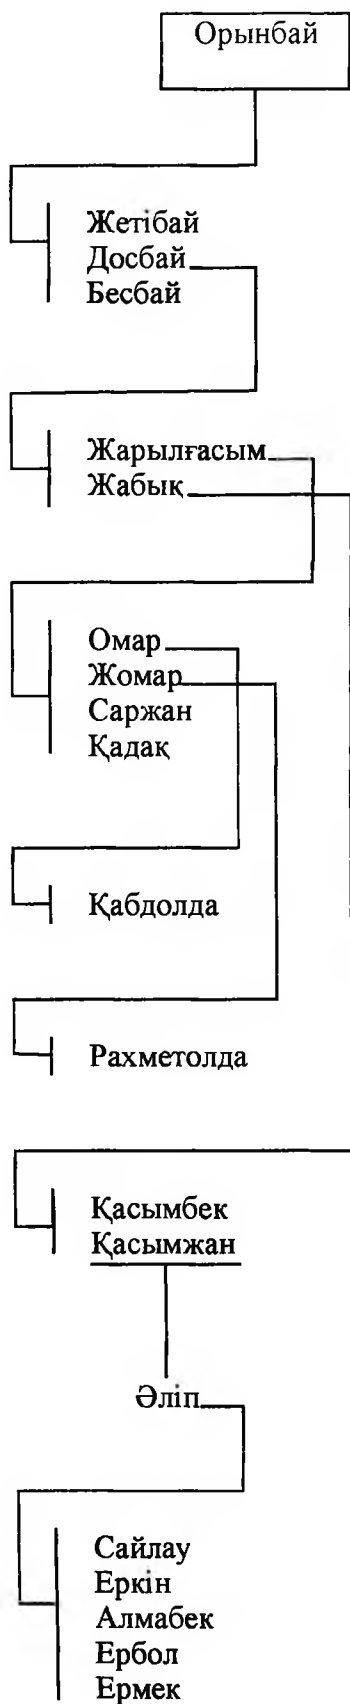 Орынбай
Жетібай
Досбай
Бесбай
Жарылғасым
Жабық
Омар
Жомар
Саржан
Қадақ
Қабдолда
Рахметолда
Қасымбек
Қасымжан
Әліп
Сайлау
Еркін
Алмабек
Ербол
Ермек